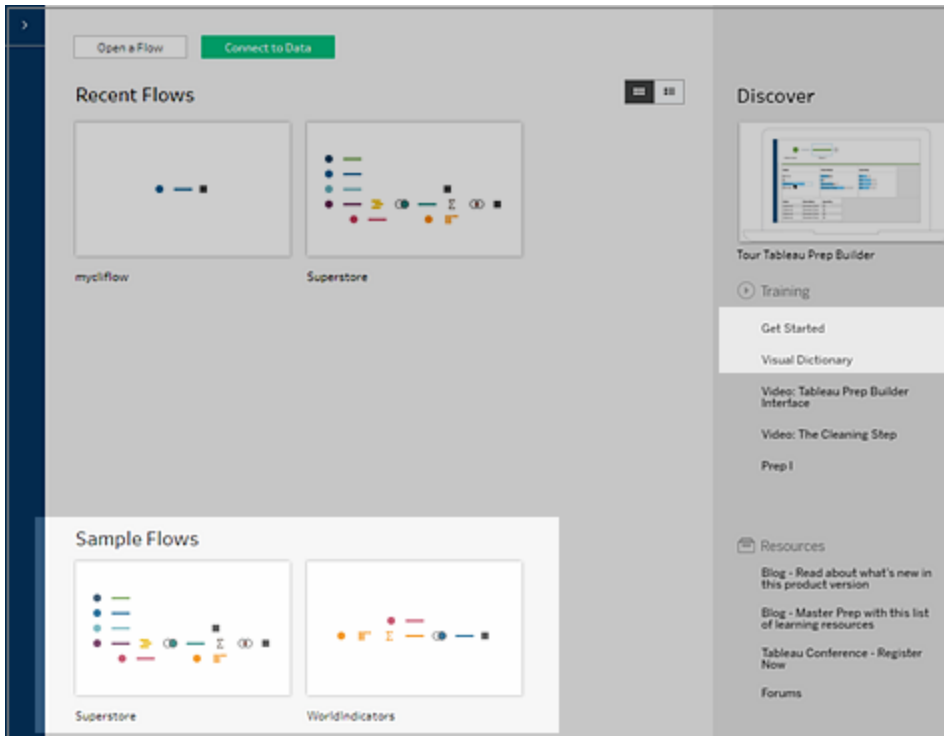 Open a Flow
Connect to Data
Recent Flows
mycliflow
Superstore
Sample Flows
Superstore
WorldIndicators
Discover
Tour Tableau Prep Builder
Training
Get Started
Visual Dictionary
Video: Tableau Prep Builder
Interface
Video: The Cleaning Step
Prep I
Resources
Blog - Read about what's new in
this product version
Blog - Master Prep with this list
of learning resources
Tableau Conference - Register
Now
Forums